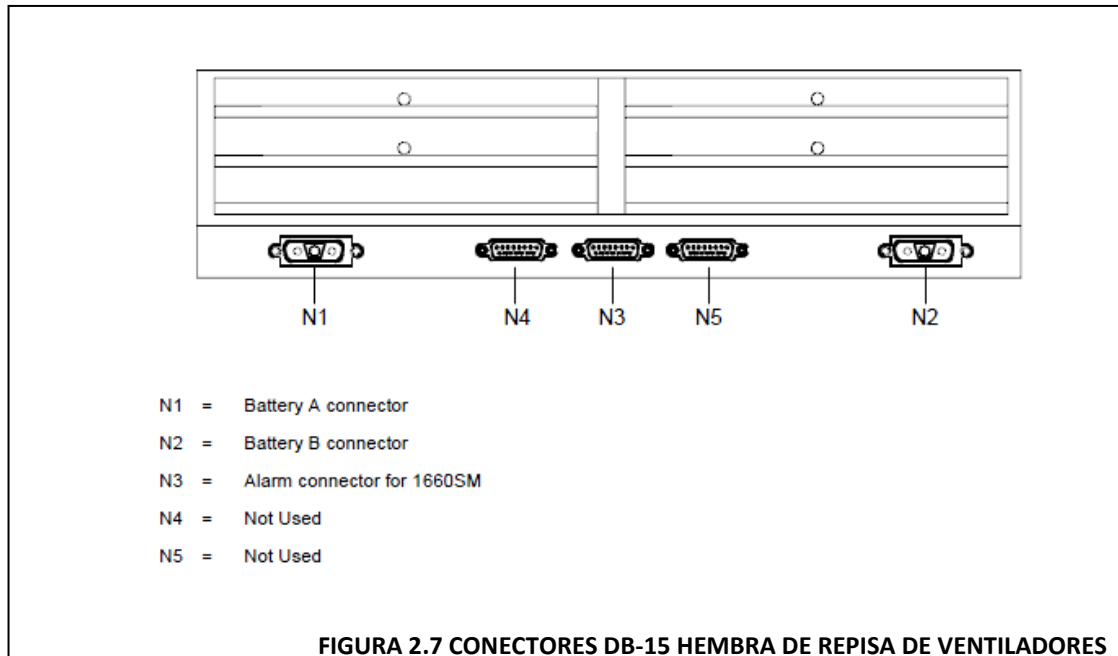 N1 N4 N3 N5 N2
N1 = Battery A connector
N2 = Battery B connector
N3 = Alarm connector for 1660SM
N4 = Not Used
N5 = Not Used
FIGURA 2.7 CONECTORES DB-15 HEMBRA DE REPISA DE VENTILADORES